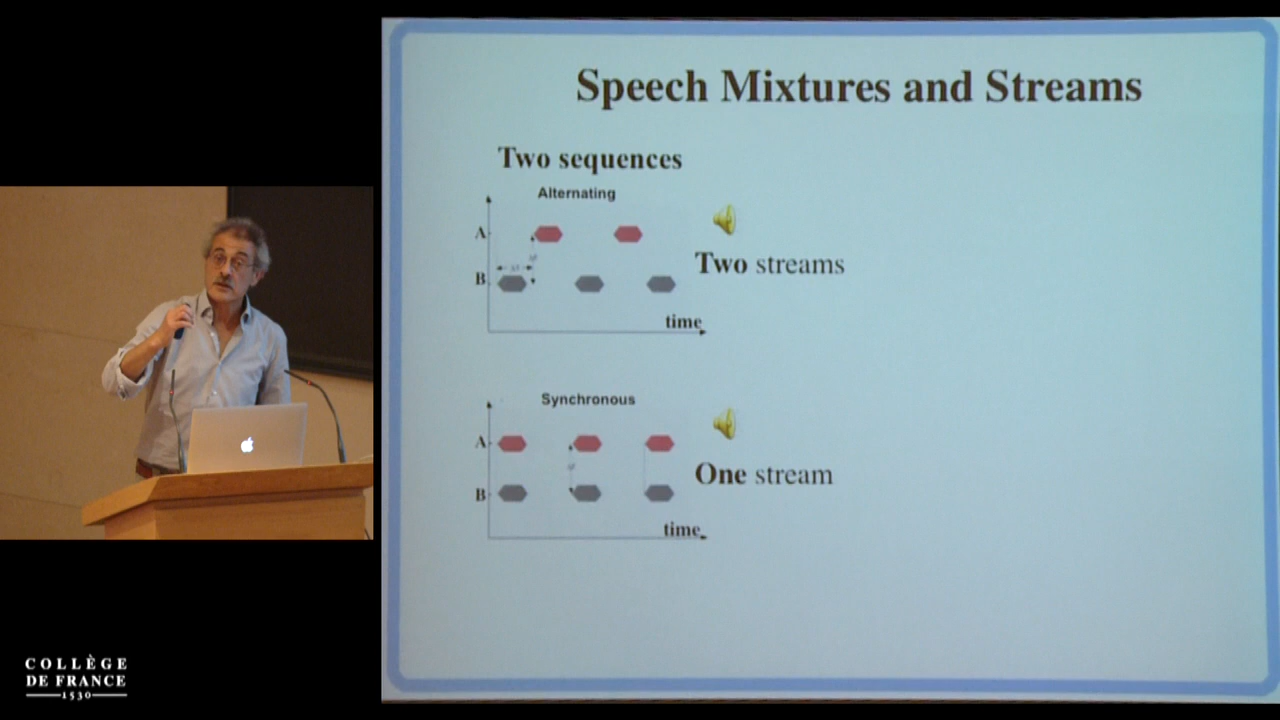 Speech Mixtures and Streams
Two sequences
Alternating
A
B
Two streams
time
Synchronous
A
B
One stream
time
COLLÈGE
DE FRANCE
1530